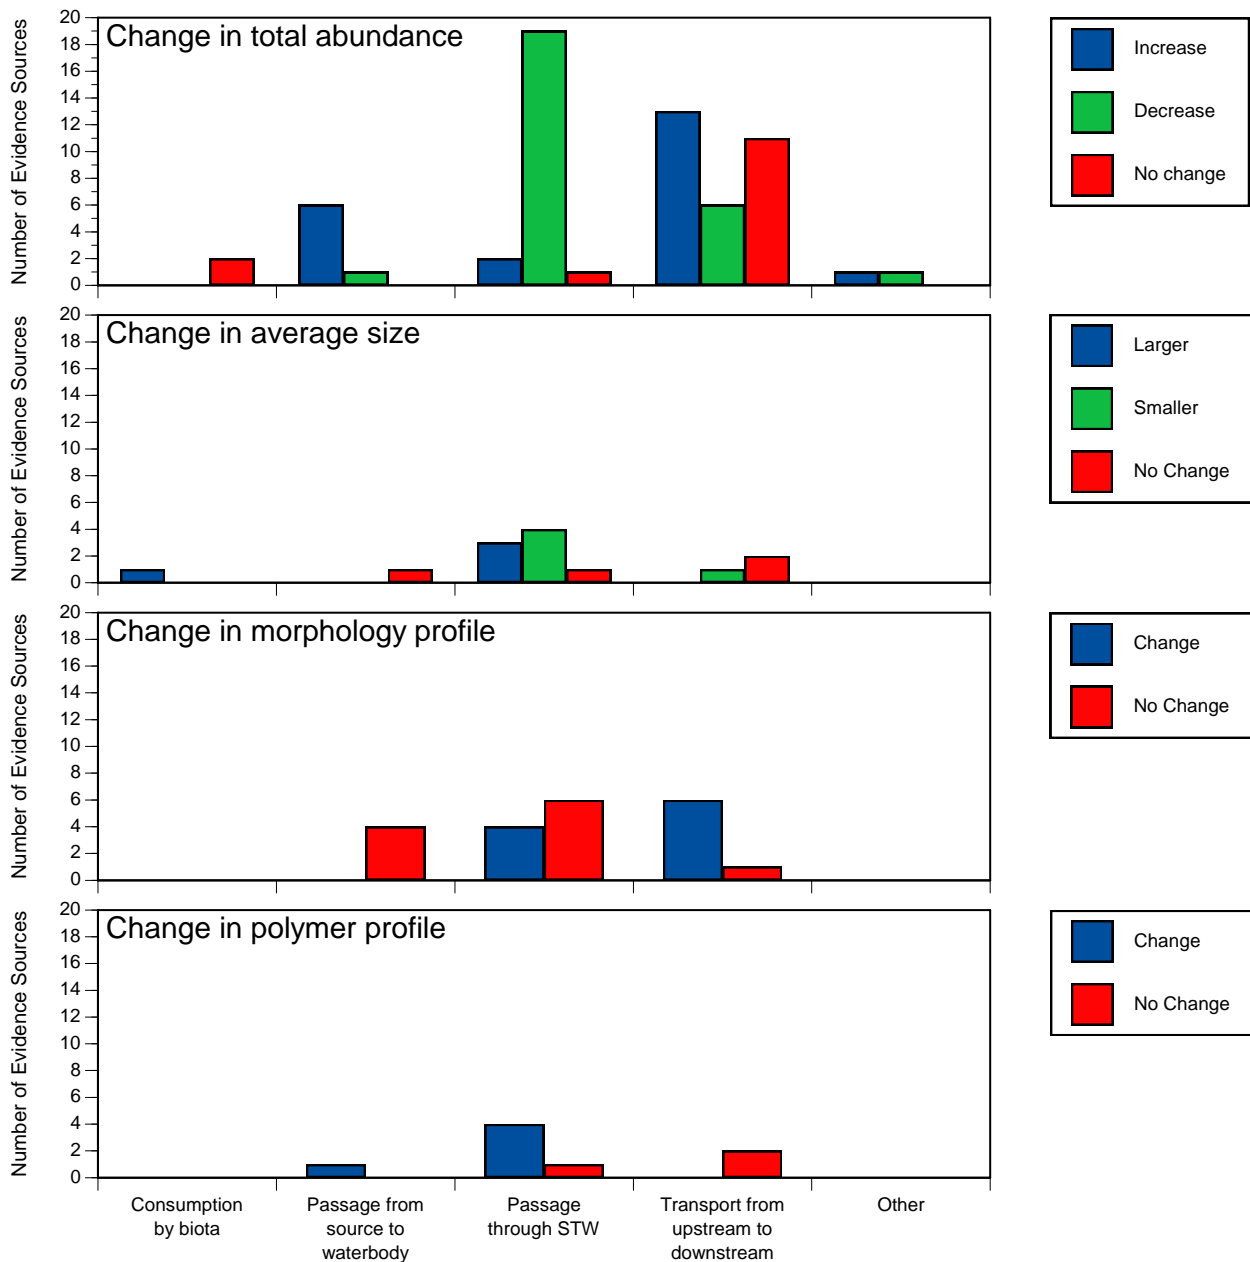 Change in total abundance
Number of Evidence Sources
20
18
16
14
12
10
8
6
4
2
0
Increase
Decrease
No change
Change in average size
Number of Evidence Sources
20
18
16
14
12
10
8
6
4
2
0
Larger
Smaller
No Change
Change in morphology profile
Number of Evidence Sources
20
18
16
14
12
10
8
6
4
2
0
Change
No Change
Change in polymer profile
Number of Evidence Sources
20
18
16
14
12
10
8
6
4
2
0
Change
No Change
Consumption
by biota
Passage from
source to
waterbody
Passage
through STW
Transport from
upstream to
downstream
Other